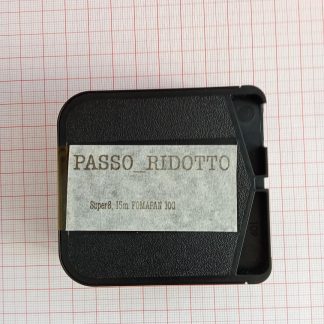 PASSO_RIDOTTO
Super8, 15m FOMAPAN 100